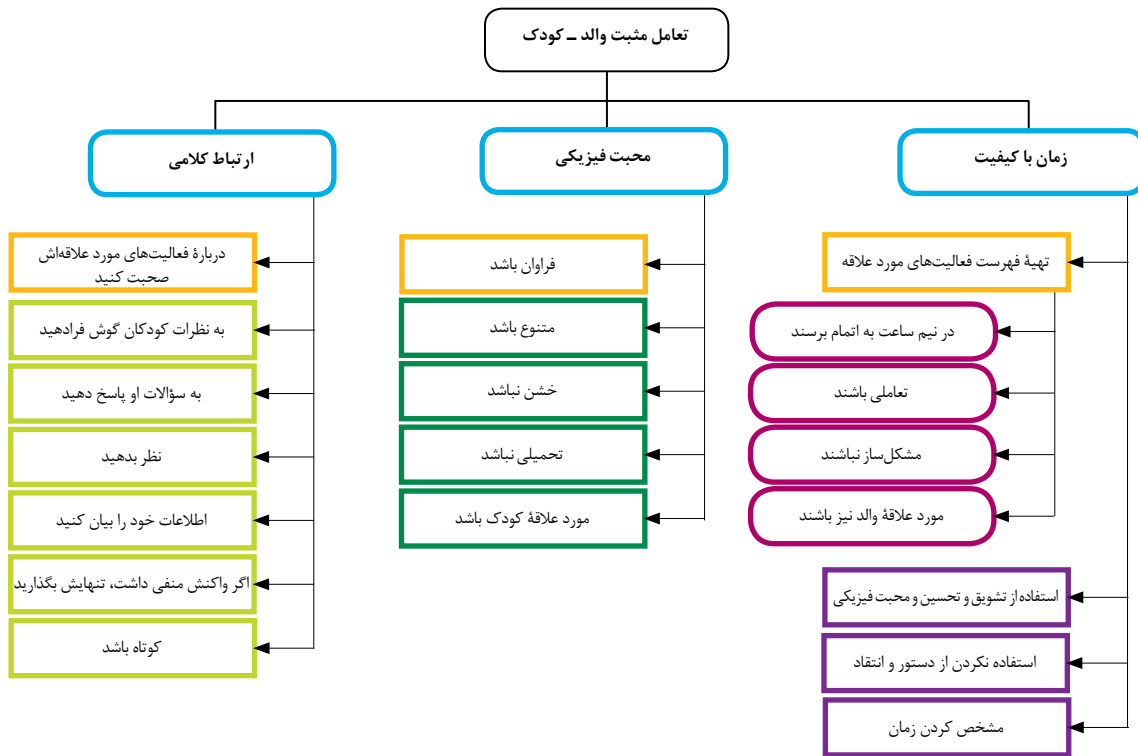 تعامل مثبت والد ــ کودک
زمان با کیفیت
تهیهٔ فهرست فعالیت‌های مورد علاقه
در نیم ساعت به اتمام برسند
تعاملی باشند
مشکل‌ساز نباشند
مورد علاقهٔ والد نیز باشند
استفاده از تشویق و تحسین و محبت فیزیکی
استفاده نکردن از دستور و انتقاد
مشخص کردن زمان
محبت فیزیکی
فراوان باشد
متنوع باشد
خشن نباشد
تحمیلی نباشد
مورد علاقهٔ کودک باشد
ارتباط کلامی
دربارهٔ فعالیت‌های مورد علاقه‌اش
صحبت کنید
به نظرات کودکان گوش فرادهید
به سؤالات او پاسخ دهید
نظر بدهید
اطلاعات خود را بیان کنید
اگر واکنش منفی داشت، تنهایش بگذارید
کوتاه باشد